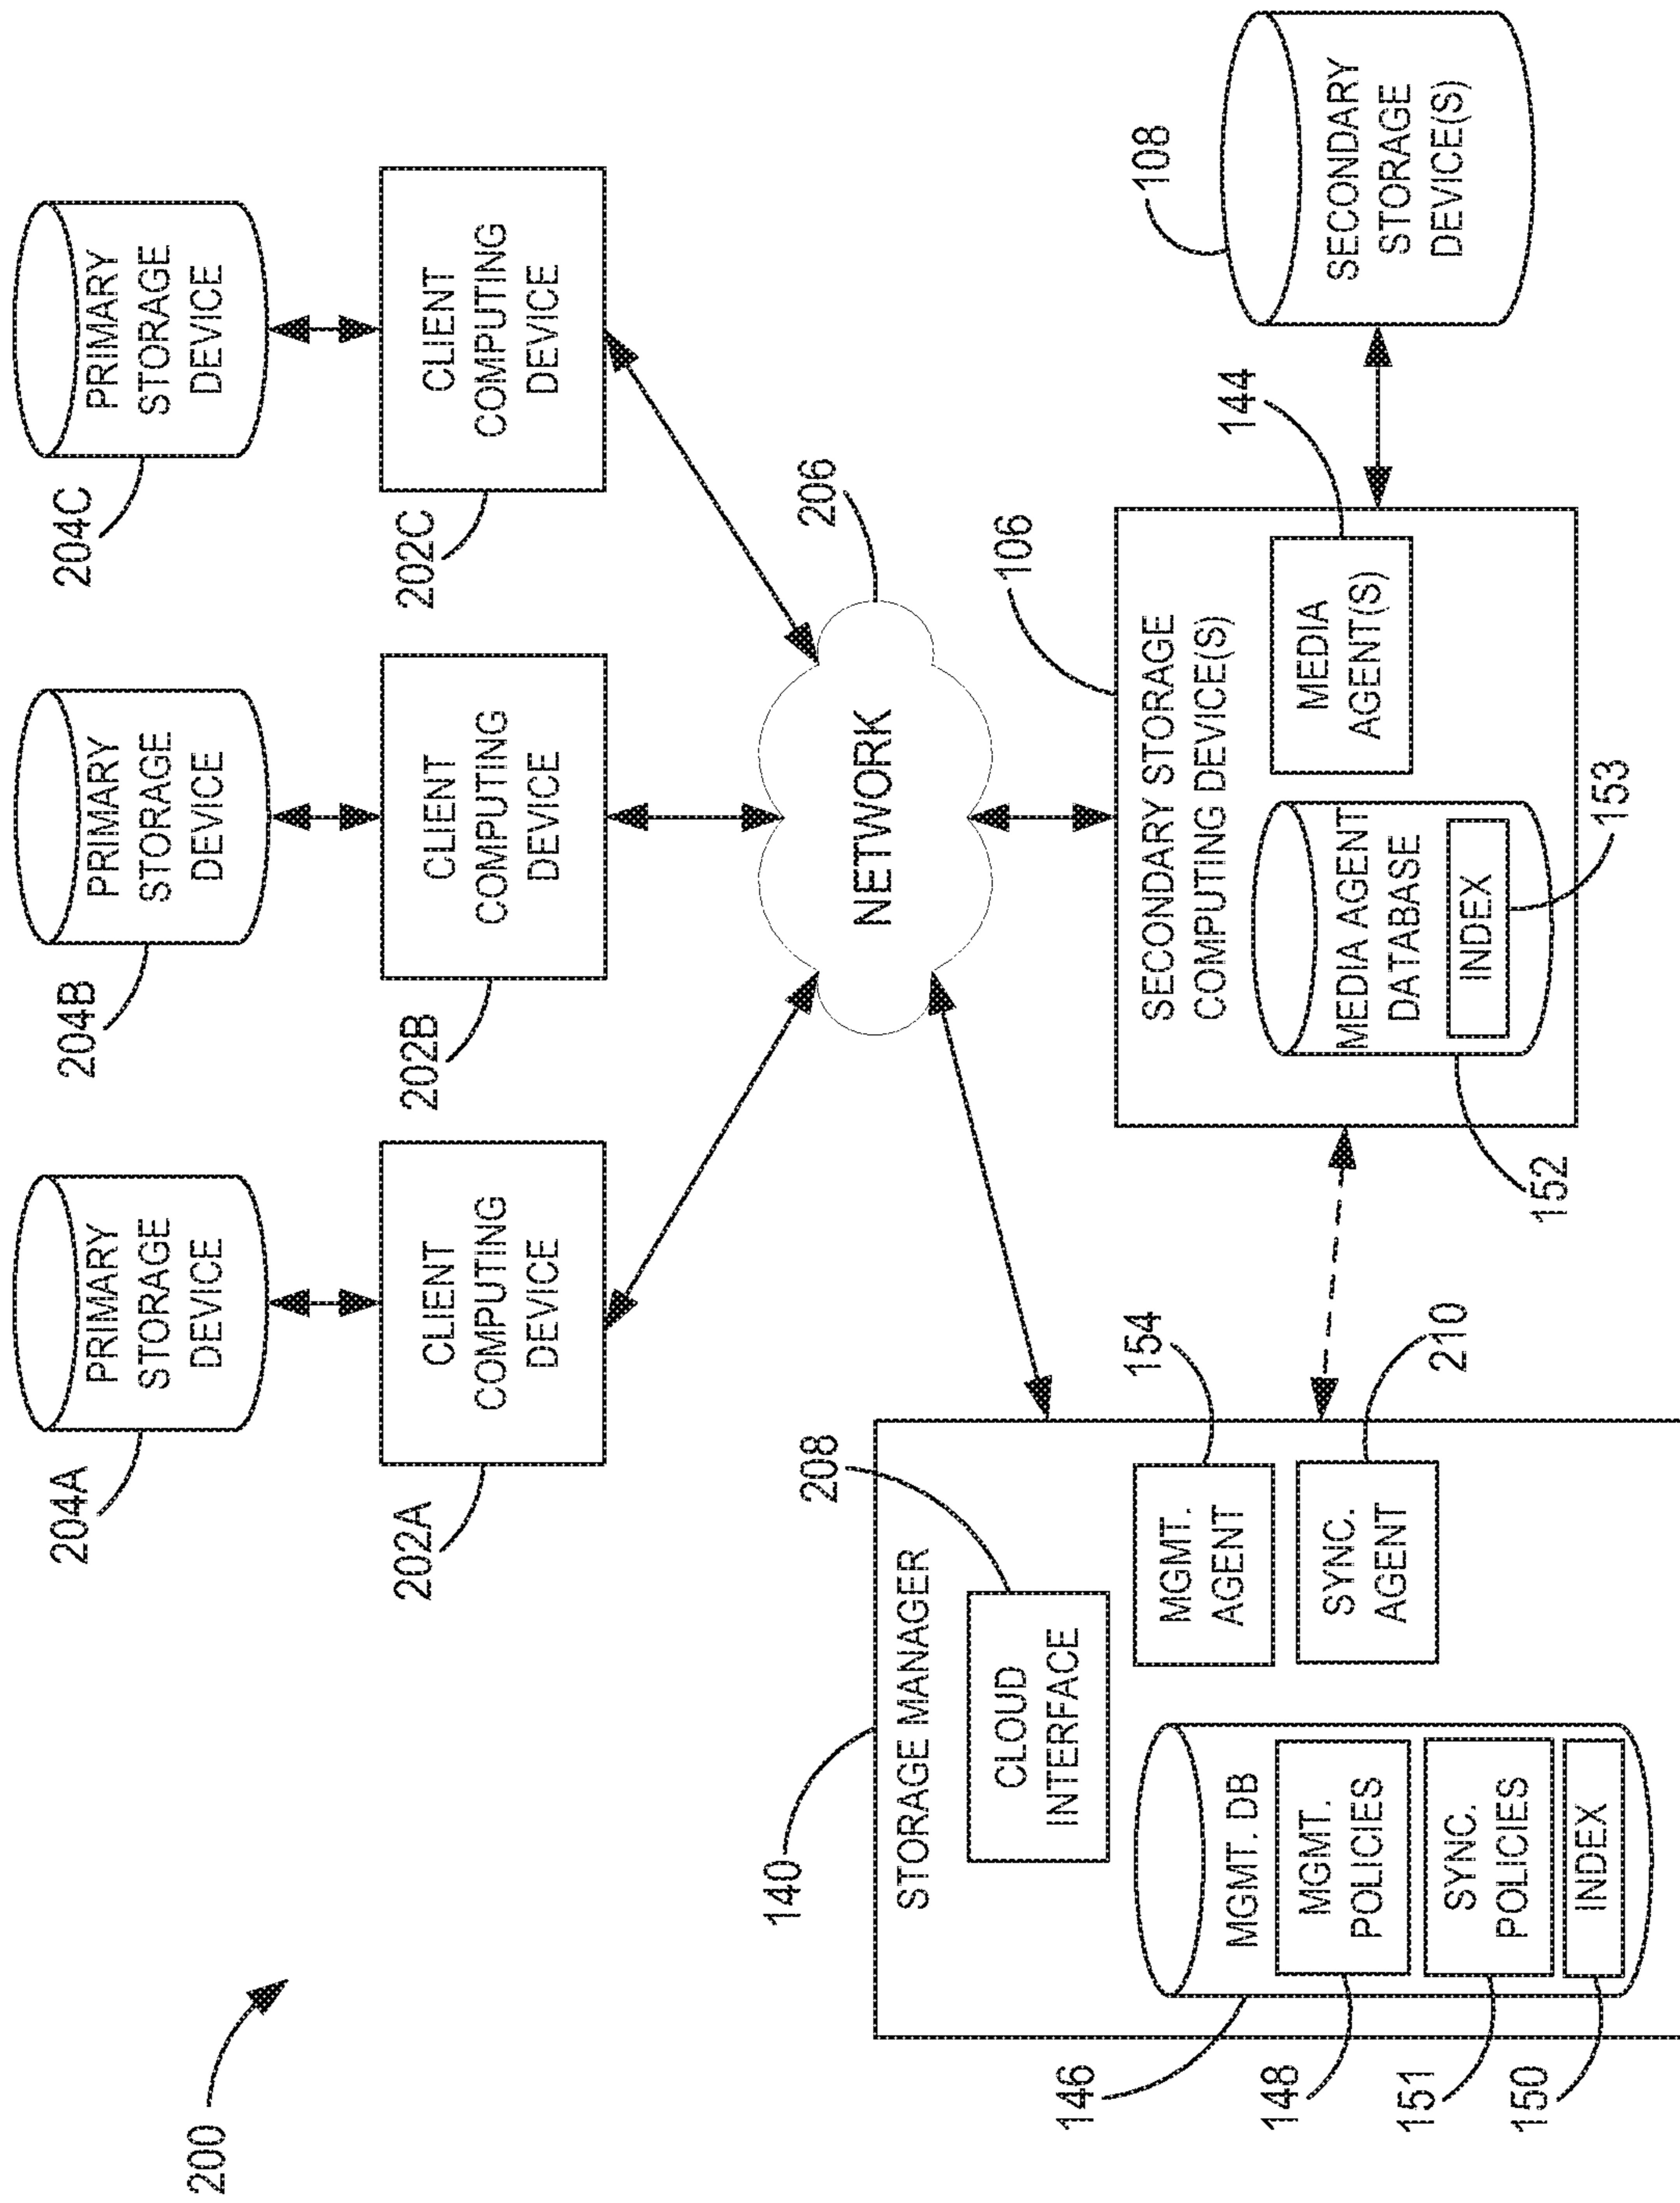 200
204A
PRIMARY
STORAGE
DEVICE
204B
PRIMARY
STORAGE
DEVICE
204C
PRIMARY
STORAGE
DEVICE
202A
CLIENT
COMPUTING
DEVICE
202B
CLIENT
COMPUTING
DEVICE
202C
CLIENT
COMPUTING
DEVICE
NETWORK
206
140
STORAGE MANAGER
208
CLOUD
INTERFACE
154
MGMT.
AGENT
210
SYNC.
AGENT
146
MGMT. DB
148
MGMT.
POLICIES
151
SYNC.
POLICIES
150
INDEX
106
SECONDARY STORAGE
COMPUTING DEVICE(S)
152
MEDIA AGENT
DATABASE
INDEX
153
144
MEDIA
AGENT(S)
108
SECONDARY
STORAGE
DEVICE(S)